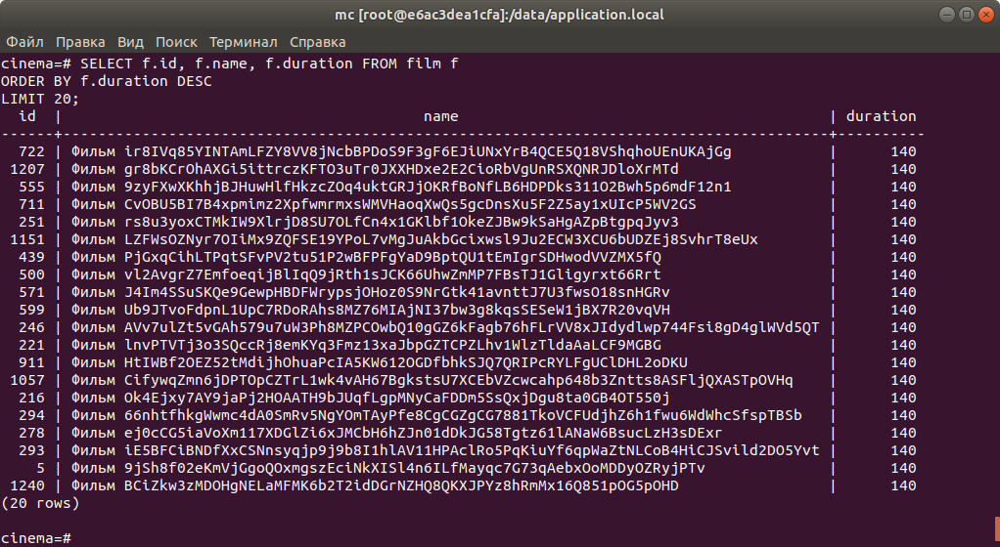 mc [root@e6ac3dea1cfa]:/data/application.local
Файл Правка Вид Поиск Терминал Справка
cinema=# SELECT f.id, f.name, f.duration FROM film f
ORDER BY f.duration DESC
LIMIT 20;
id | name | duration
------+---------------------------------------------------------------------------------------+----------
722 | Фильм ir8IVq85YINTAmLFZY8VV8jNcbBPDoS9F3gF6EJiUNxYrB4QCE5Q18VShqhoUEnUKAjGg | 140
1207 | Фильм gr8bKCrOhAXGi5ittrczKFTO3uTr0JXXHDxe2E2CioRbVgUnRSXQNRJDloXrMTd | 140
555 | Фильм 9zyFXwXKhhjBJHuwHlfHkzcZOq4uktGRJjOKRfBoNfLB6HDPDks311O2Bwh5p6mdF12n1 | 140
711 | Фильм CvOBU5BI7B4xpmimz2XpfwmrmxsWMVHaoqXwQs5gcDnsXu5F2Z5ay1xUIcP5WV2GS | 140
251 | Фильм rs8u3yoxCTMkIW9XlrjD8SU7OLfCn4x1GKlbf1OkeZJBw9kSaHgAZpBtgpqJyv3 | 140
1151 | Фильм LZFWsOZNyr7OIiMx9ZQFSE19YPoL7vMgJuAkbGcixwsl9Ju2ECW3XCU6bUDZEj8SvhrT8eUx | 140
439 | Фильм PjGxqCihLTPqtSFvPV2tu51P2wBFPFgYaD9BptQU1tEmIgrSDHwodVVZMX5fQ | 140
500 | Фильм vl2AvgrZ7EmfoeqijBlIqQ9jRth1sJCK66UhwZmMP7FBsTJ1Gligyrxt66Rrt | 140
571 | Фильм J4Im4SSuSKQe9GewpHBDFWrypsjOHoz0S9NrGtk41avnttJ7U3fwsO18snHGRv | 140
599 | Фильм Ub9JTvoFdpnL1UpC7RDoRAhs8MZ76MIAjNI37bw3g8kqsSESeW1jBX7R20vqVH | 140
246 | Фильм AVv7ulZt5vGAh579u7uW3Ph8MZPCOwbQ10gGZ6kFagb76hFLrVV8xJIdydlwp744Fsi8gD4glWVd5QT | 140
221 | Фильм lnvPTVTj3o3SQccRj8emKYq3Fmz13xaJbpGZTCPZLhv1WlzTldaAaLCF9MGBG | 140
911 | Фильм HtIWBf2OEZ52tMdijhOhuaPcIA5KW612OGDfbhkSJQ7QRIPcRYLFgUClDHL2oDKU | 140
1057 | Фильм CifywqZmn6jDPTOpCZTrL1wk4vAH67BgkstsU7XCEbVZcwcahp648b3Zntts8ASFljQXASTpOVHq | 140
216 | Фильм Ok4Ejxy7AY9jaPj2HOAATH9bJUqfLgpMNyCaFDDm5SsQxjDgu8ta0GB4OT550j | 140
294 | Фильм 66nhtfhkgWwmc4dA0SmRv5NgYOmTAyPfe8CgCGZgCG7881TkoVCFUdjhZ6h1fwu6WdWhcSfspTBSb | 140
278 | Фильм ej0cCG5iaVoXm117XDGlZi6xJMCbH6hZJn01dDkJG58Tgtz61lANaW6BsucLzH3sDExr | 140
293 | Фильм iE5BFCiBNDfXxCSNnsyqjp9j9b8I1hlAV11HPAclRo5PqKiuYf6qpWaZtNLCoB4HiCJSvild2DO5Yvt | 140
5 | Фильм 9jSh8f02eKmVjGgoQOxmgszEciNkXISl4n6ILfMayqc7G73qAebxOoMDDyOZRyjPTv | 140
1240 | Фильм BCiZkw3zMDOHgNELaMFMK6b2T2idDGrNZHQ8QKXJPYz8hRmMx16Q851pOG5pOHD | 140
(20 rows)
cinema=#